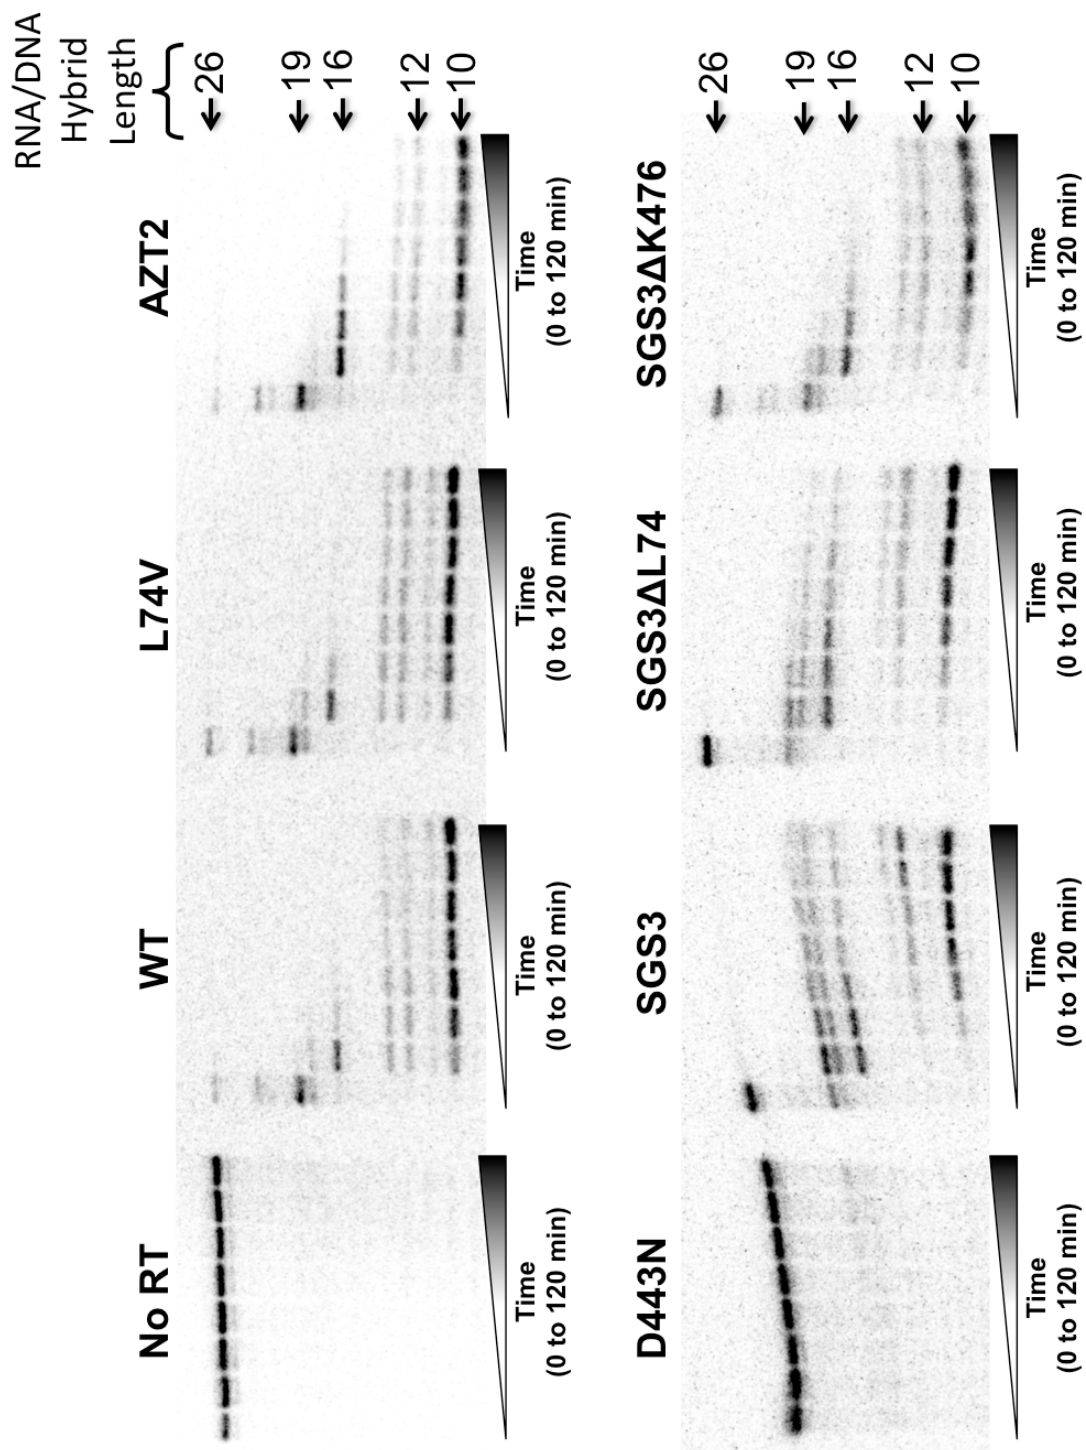 No RT
WT
L74V
AZT2
RNA/DNA
Hybrid
Length
26
19
16
12
10
Time
(0 to 120 min)
Time
(0 to 120 min)
Time
(0 to 120 min)
Time
(0 to 120 min)
D443N
SGS3
SGS3ΔL74
SGS3ΔK476
26
19
16
12
10
Time
(0 to 120 min)
Time
(0 to 120 min)
Time
(0 to 120 min)
Time
(0 to 120 min)